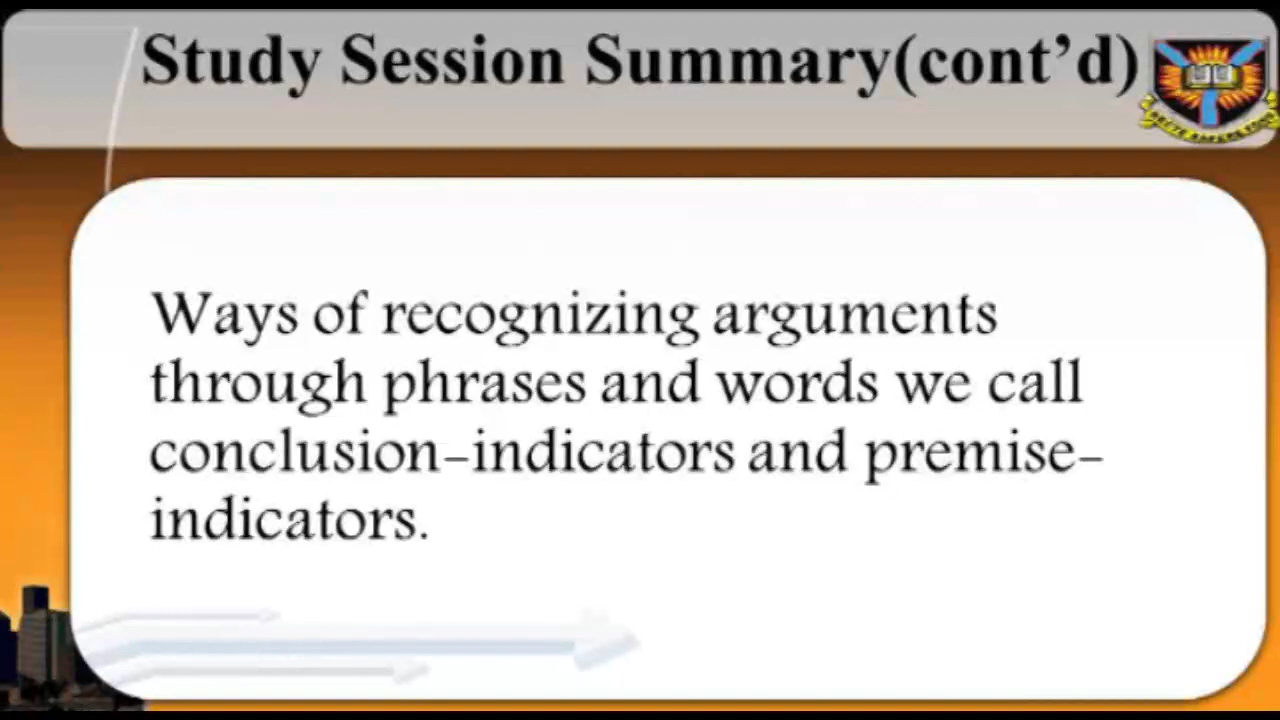 Study Session Summary(cont’d)
Ways of recognizing arguments
through phrases and words we call
conclusion-indicators and premise-
indicators.